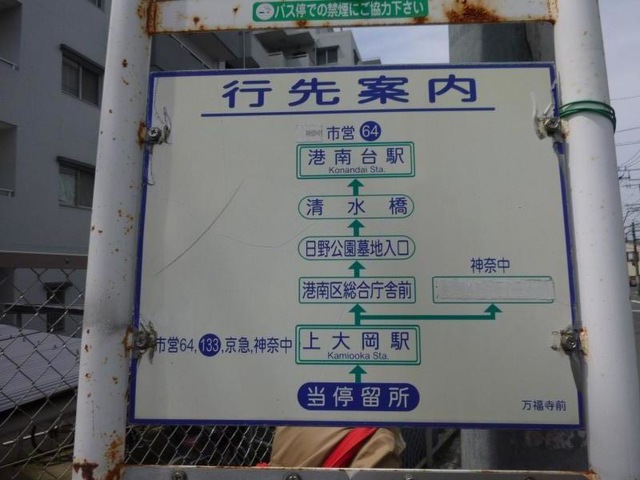 バス停での禁煙にご協力下さい
行先案内
市営 64
港南台駅
Konandai Sta.
清水橋
日野公園墓地入口
神奈中
港南区総合庁舎前
市営64, 133, 京急, 神奈中
上大岡駅
Kamiooka Sta.
当停留所
万福寺前